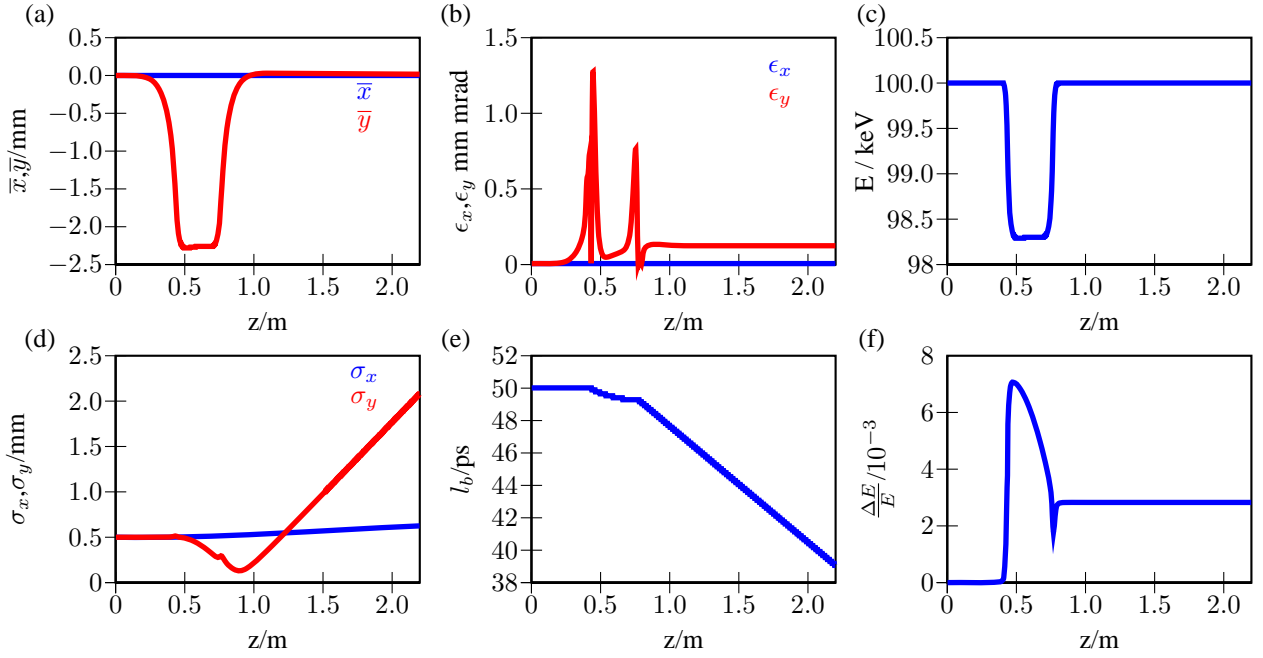 (a)
0.5
0.0
−0.5
−1.0
−1.5
−2.0
−2.5
x̅,y̅/mm
x̅
y̅
0 0.5 1.0 1.5 2.0
z/m
(b)
1.5
1.0
0.5
0
ϵx,ϵy mm mrad
ϵx
ϵy
0 0.5 1.0 1.5 2.0
z/m
(c)
100.5
100.0
99.5
99.0
98.5
98
E / keV
0 0.5 1.0 1.5 2.0
z/m
(d)
2.5
2.0
1.5
1.0
0.5
0
σx,σy/mm
σx
σy
0 0.5 1.0 1.5 2.0
z/m
(e)
52
50
48
46
44
42
40
38
lb/ps
0 0.5 1.0 1.5 2.0
z/m
(f)
8
6
4
2
0
ΔE/E/10−3
0 0.5 1.0 1.5 2.0
z/m